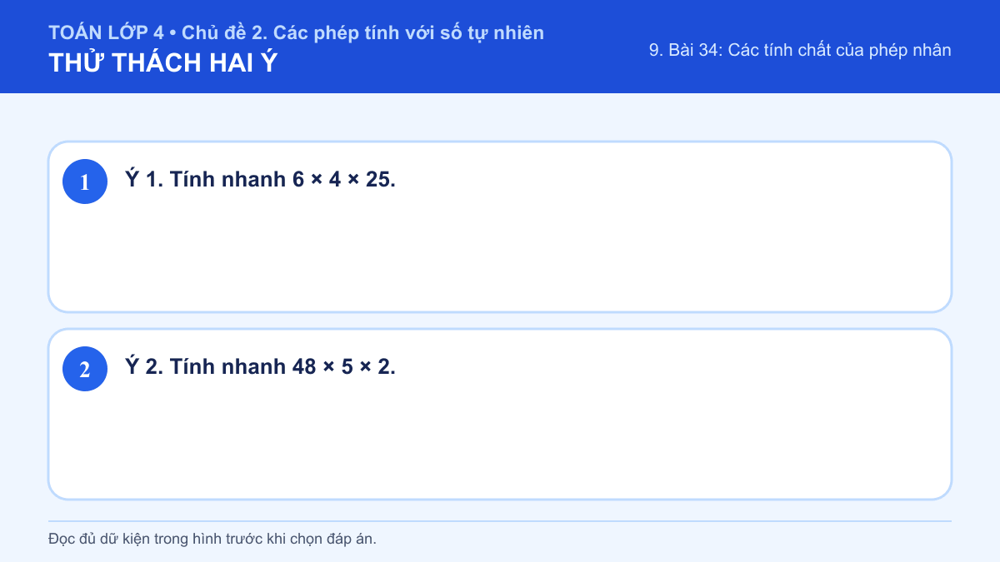 TOÁN LỚP 4 • Chủ đề 2. Các phép tính với số tự nhiên
THỬ THÁCH HAI Ý
9. Bài 34: Các tính chất của phép nhân
1
Ý 1. Tính nhanh 6 × 4 × 25.
2
Ý 2. Tính nhanh 48 × 5 × 2.
Đọc đủ dữ kiện trong hình trước khi chọn đáp án.